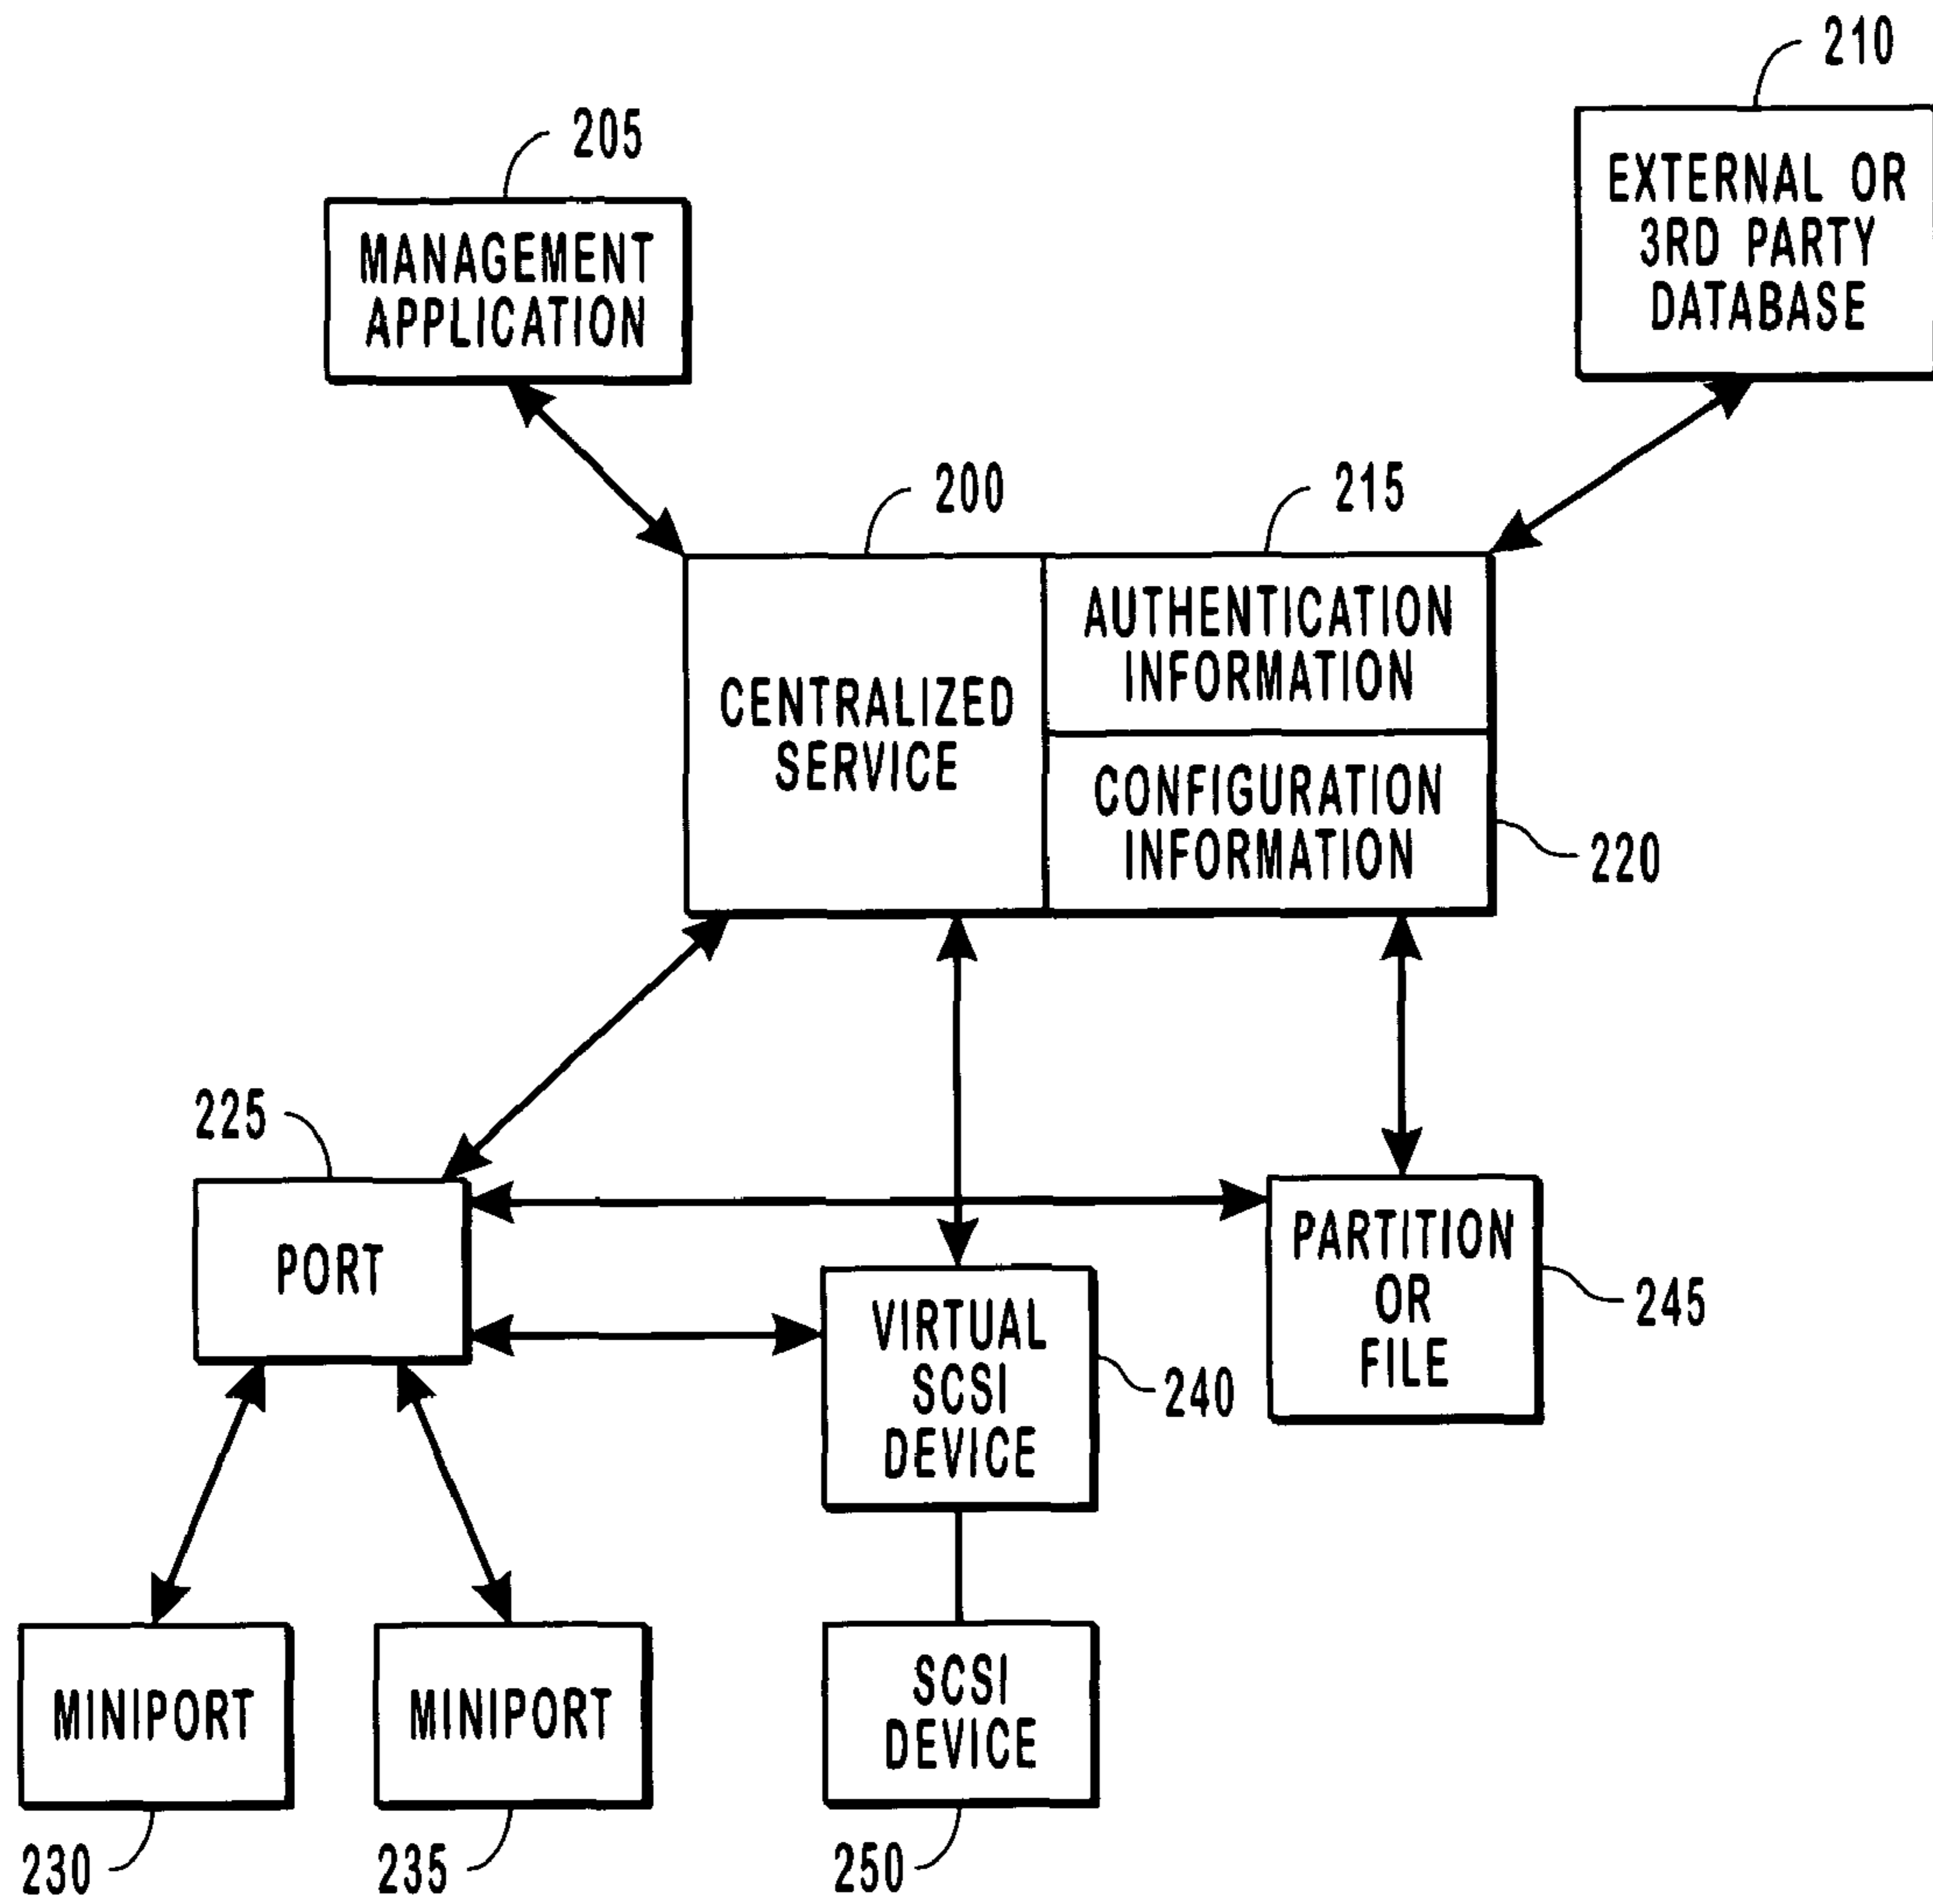 210
205
EXTERNAL OR
3RD PARTY
DATABASE
MANAGEMENT
APPLICATION
200
215
AUTHENTICATION
INFORMATION
CENTRALIZED
SERVICE
CONFIGURATION
INFORMATION
220
225
PORT
PARTITION
OR
FILE
245
VIRTUAL
SCSI
DEVICE
240
MINIPORT
MINIPORT
SCSI
DEVICE
230
235
250